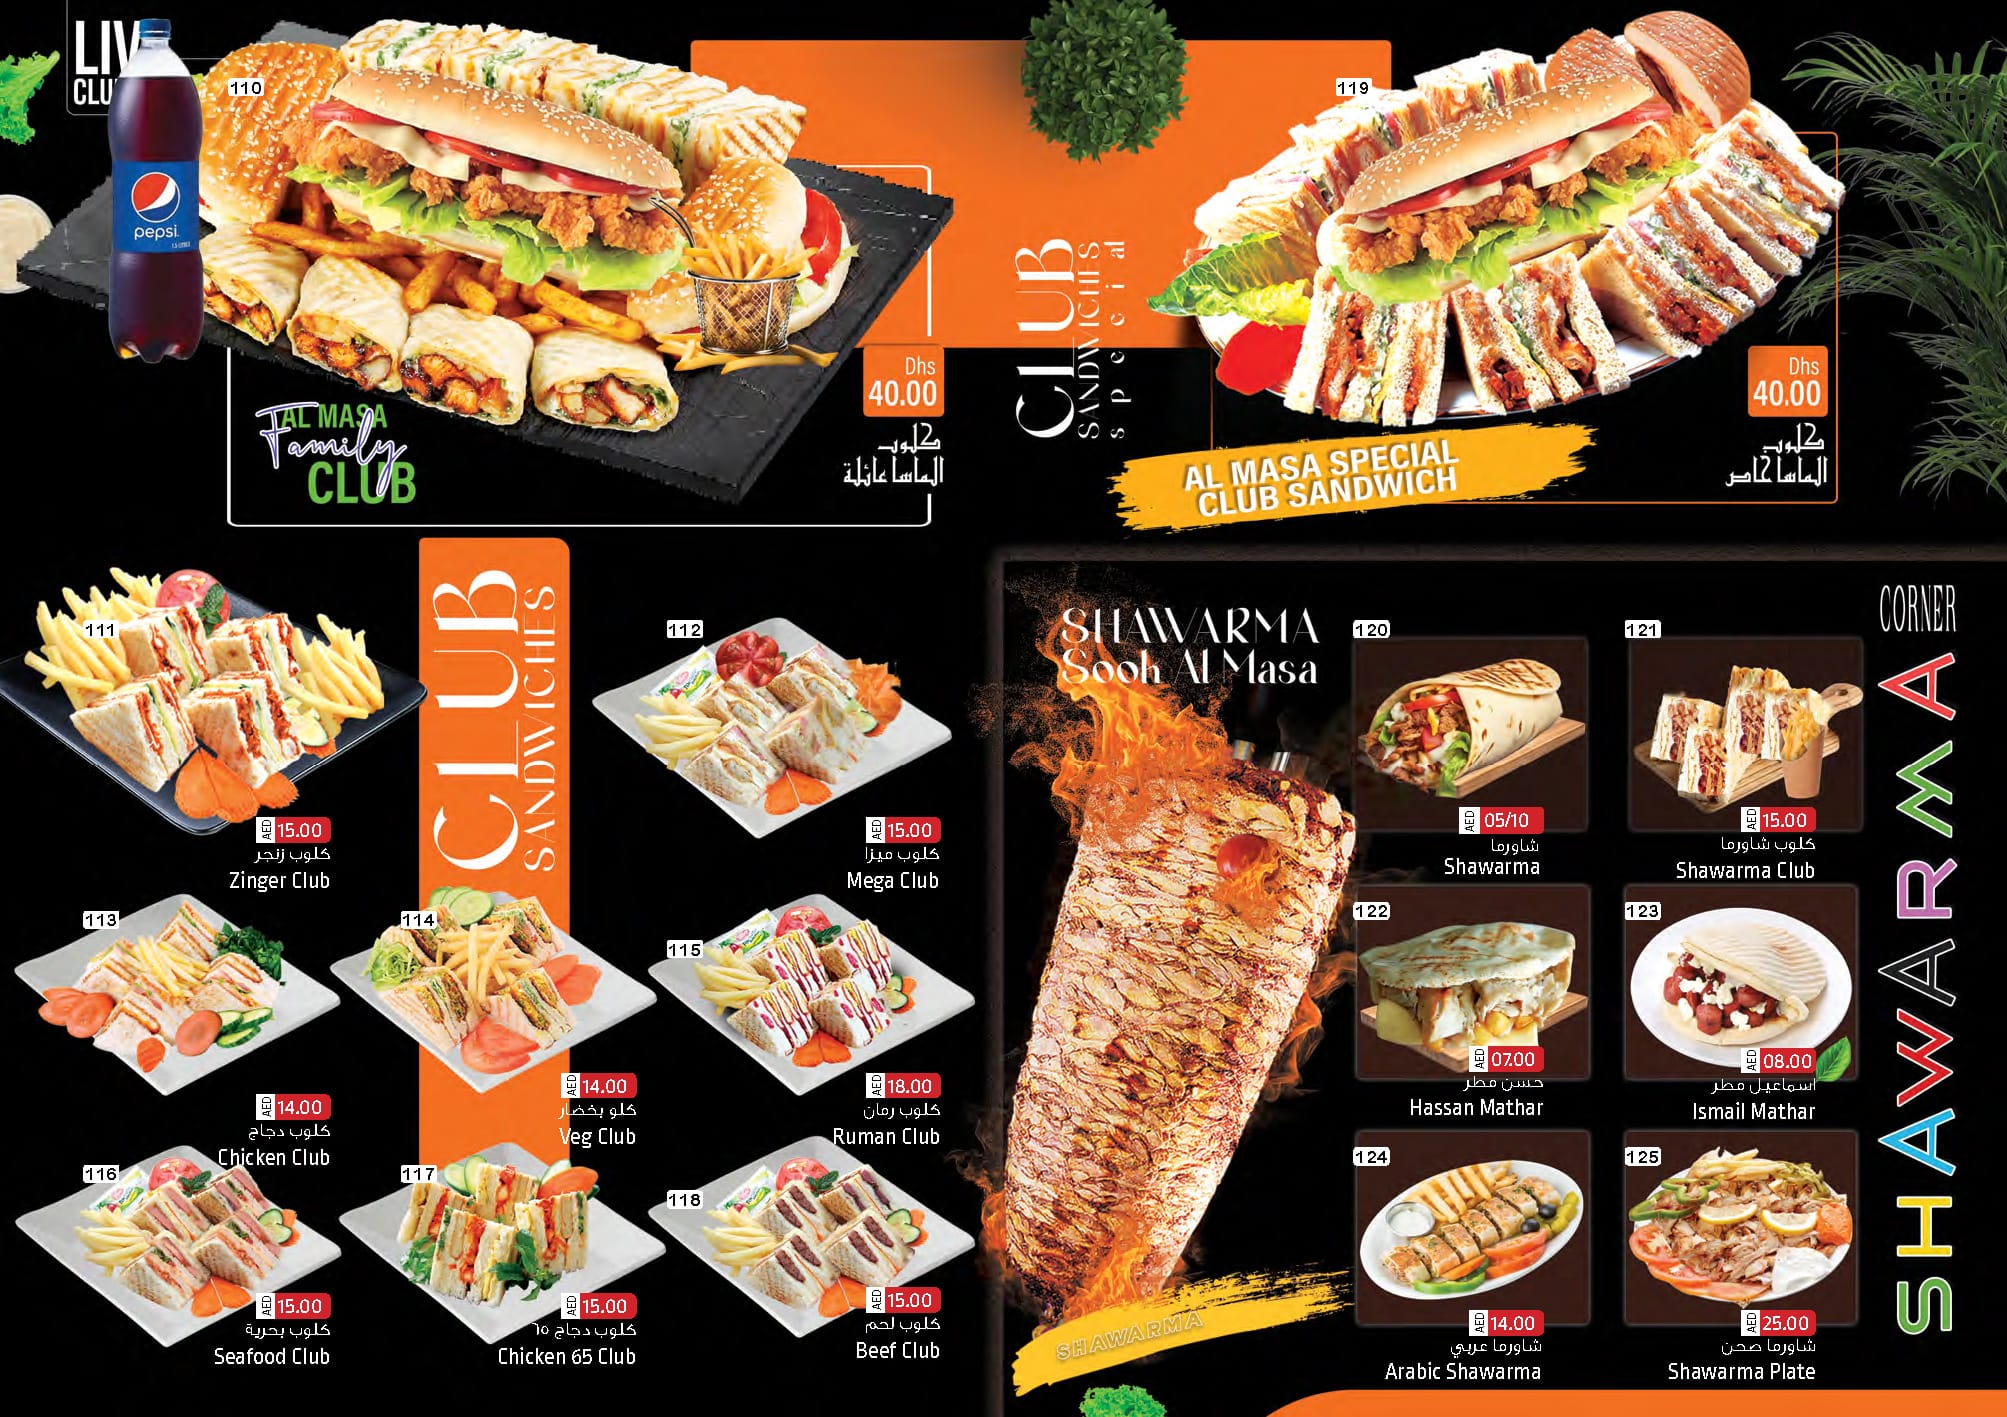 LIV
CLU
pepsi
110
AL MASA
Family
CLUB
Dhs
40.00
كلوب
الماسا عائلة
CLUB
SANDWICHES
special
119
Dhs
40.00
كلوب
الماسا خاص
AL MASA SPECIAL
CLUB SANDWICH
CLUB
SANDWICHES
111
AED 15.00
كلوب زنجر
Zinger Club
112
AED 15.00
كلوب ميزا
Mega Club
113
AED 14.00
كلوب دجاج
Chicken Club
114
AED 14.00
كلو بخضار
Veg Club
115
AED 18.00
كلوب رمان
Ruman Club
116
AED 15.00
كلوب بحرية
Seafood Club
117
AED 15.00
كلوب دجاج ٦٥
Chicken 65 Club
118
AED 15.00
كلوب لحم
Beef Club
SHAWARMA
Sooh Al Masa
SHAWARMA
120
AED 05/10
شاورما
Shawarma
121
AED 15.00
كلوب شاورما
Shawarma Club
122
AED 07.00
حسن مطر
Hassan Mathar
123
AED 08.00
اسماعيل مطر
Ismail Mathar
124
AED 14.00
شاورما عربي
Arabic Shawarma
125
AED 25.00
شاورما صحن
Shawarma Plate
CORNER
SHAWARMA